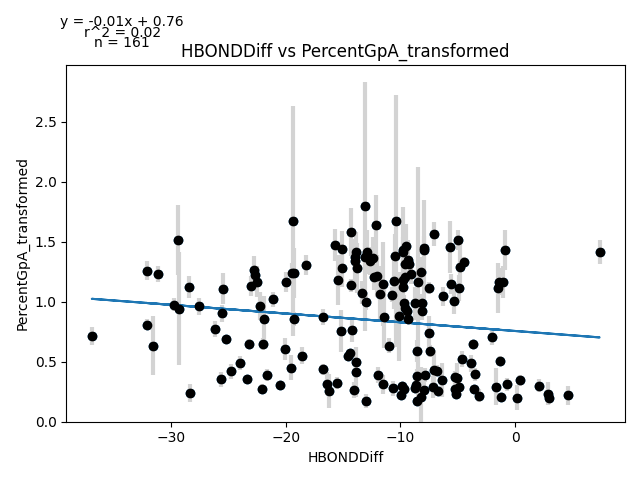 y = -0.01x + 0.76
r^2 = 0.02
n = 161
HBONDDiff vs PercentGpA_transformed
PercentGpA_transformed
2.5
2.0
1.5
1.0
0.5
0.0
−30
−20
−10
0
HBONDDiff